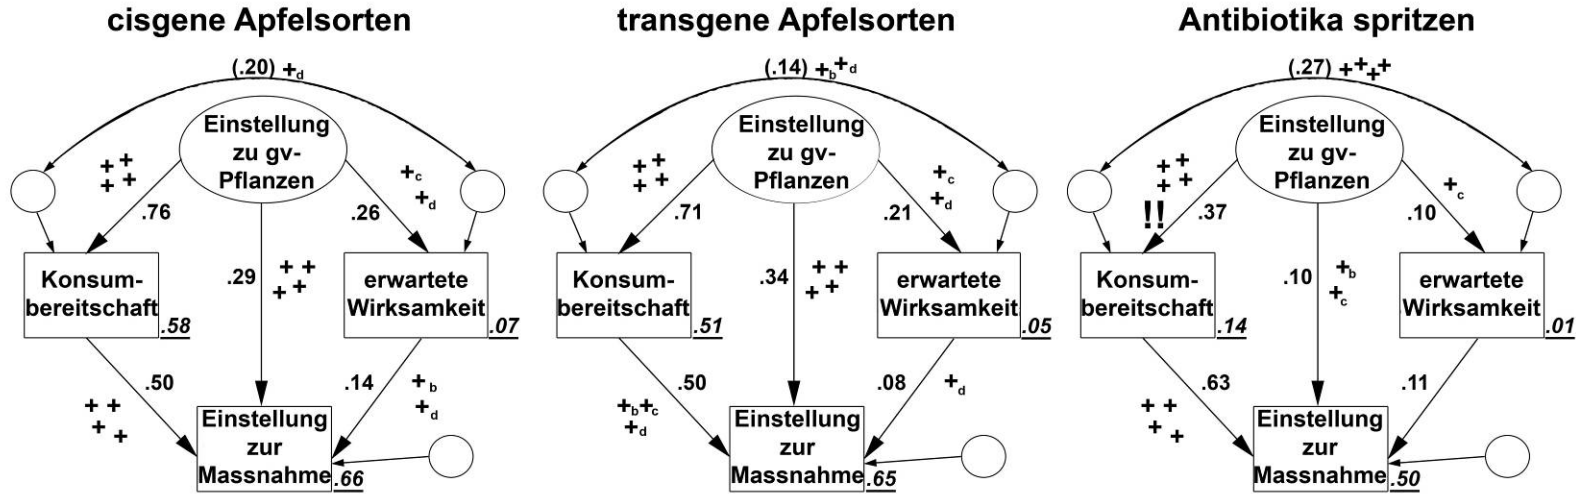 cisgene Apfelsorten
(.20) +d
Einstellung
zu gv-
Pflanzen
+ +
+ +
+c
+d
.76
.26
Konsum-
bereitschaft
.58
.29
+ +
+ +
erwartete
Wirksamkeit
.07
.50
+ +
+ +
.14
+b
+d
Einstellung
zur
Massnahme
.66
transgene Apfelsorten
(.14) +b+d
Einstellung
zu gv-
Pflanzen
+ +
+ +
+c
+d
.71
.21
Konsum-
bereitschaft
.51
.34
+ +
+ +
erwartete
Wirksamkeit
.05
.50
+b+c
+d
.08
+d
Einstellung
zur
Massnahme
.65
Antibiotika spritzen
(.27) ++++
Einstellung
zu gv-
Pflanzen
+ +
+ +
+c
!!
.37
.10
Konsum-
bereitschaft
.14
.10
+b
+c
erwartete
Wirksamkeit
.01
.63
+ +
+ +
.11
Einstellung
zur
Massnahme
.50